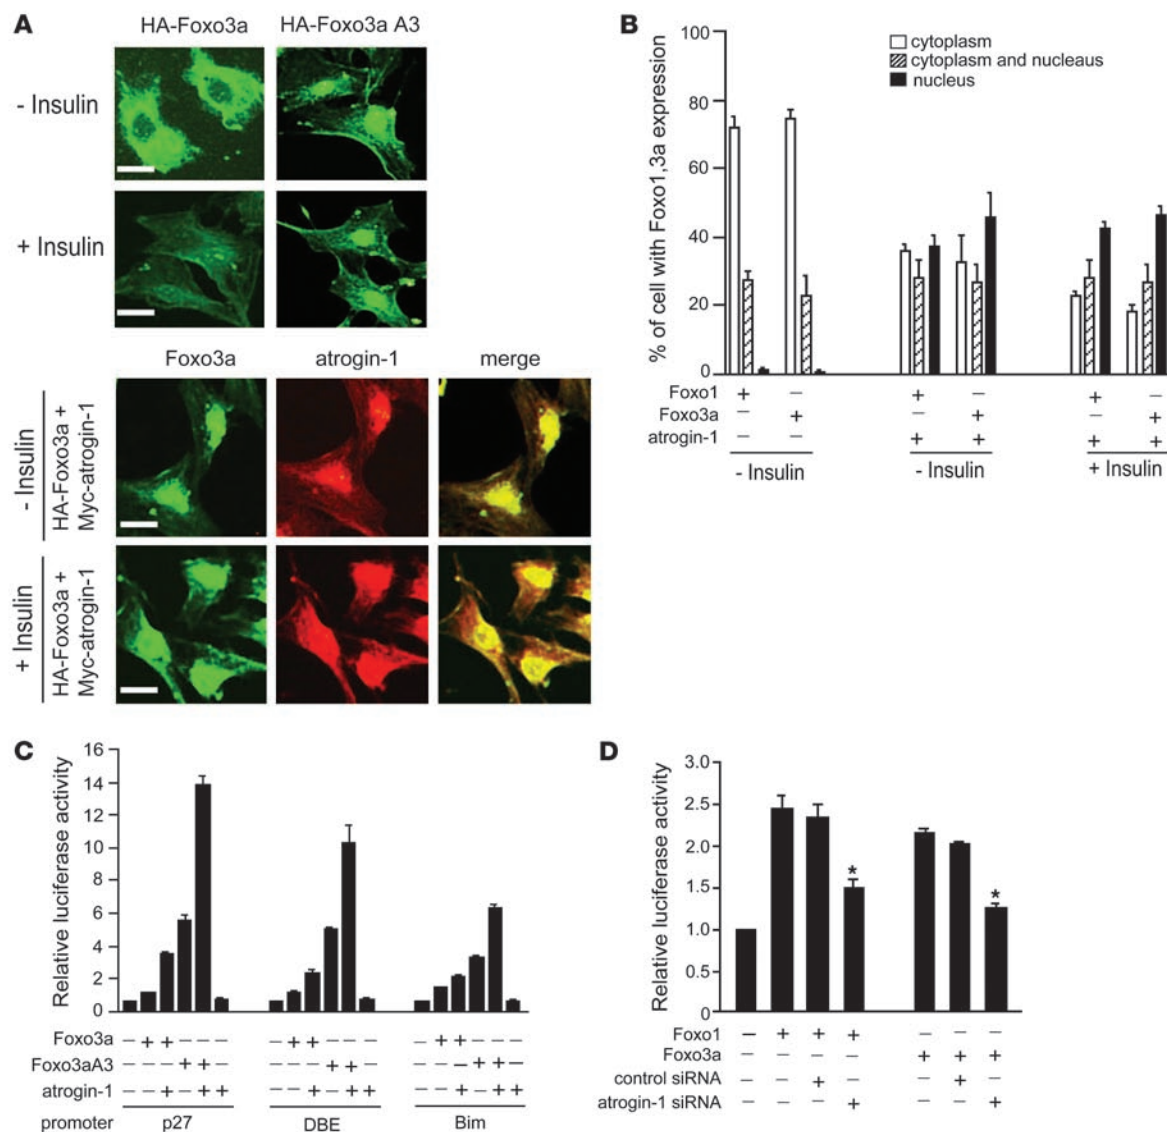 A
HA-Foxo3a HA-Foxo3a A3
- Insulin
+ Insulin
Foxo3a atrogin-1 merge
- Insulin
HA-Foxo3a +
Myc-atrogin-1
+ Insulin
HA-Foxo3a +
Myc-atrogin-1
B
% of cell with Foxo1,3a expression
100
80
60
40
20
0
cytoplasm
cytoplasm and nucleaus
nucleus
Foxo1 + − + − + −
Foxo3a − + − + − +
atrogin-1 − − + + + +
- Insulin - Insulin + Insulin
C
Relative luciferase activity
16
14
12
10
8
6
4
2
0
Foxo3a − + + − − − − + + − − − − + + − − −
Foxo3aA3 − − − + + − − − − + + − − − − + + −
atrogin-1 − − + − + + − − + − + + − − + − + +
promoter p27 DBE Bim
D
Relative luciferase activity
3.0
2.5
2.0
1.5
1.0
0.5
0.0
* *
Foxo1 − + + + − − −
Foxo3a − − − − + + +
control siRNA − − + − − + −
atrogin-1 siRNA − − − + − − +